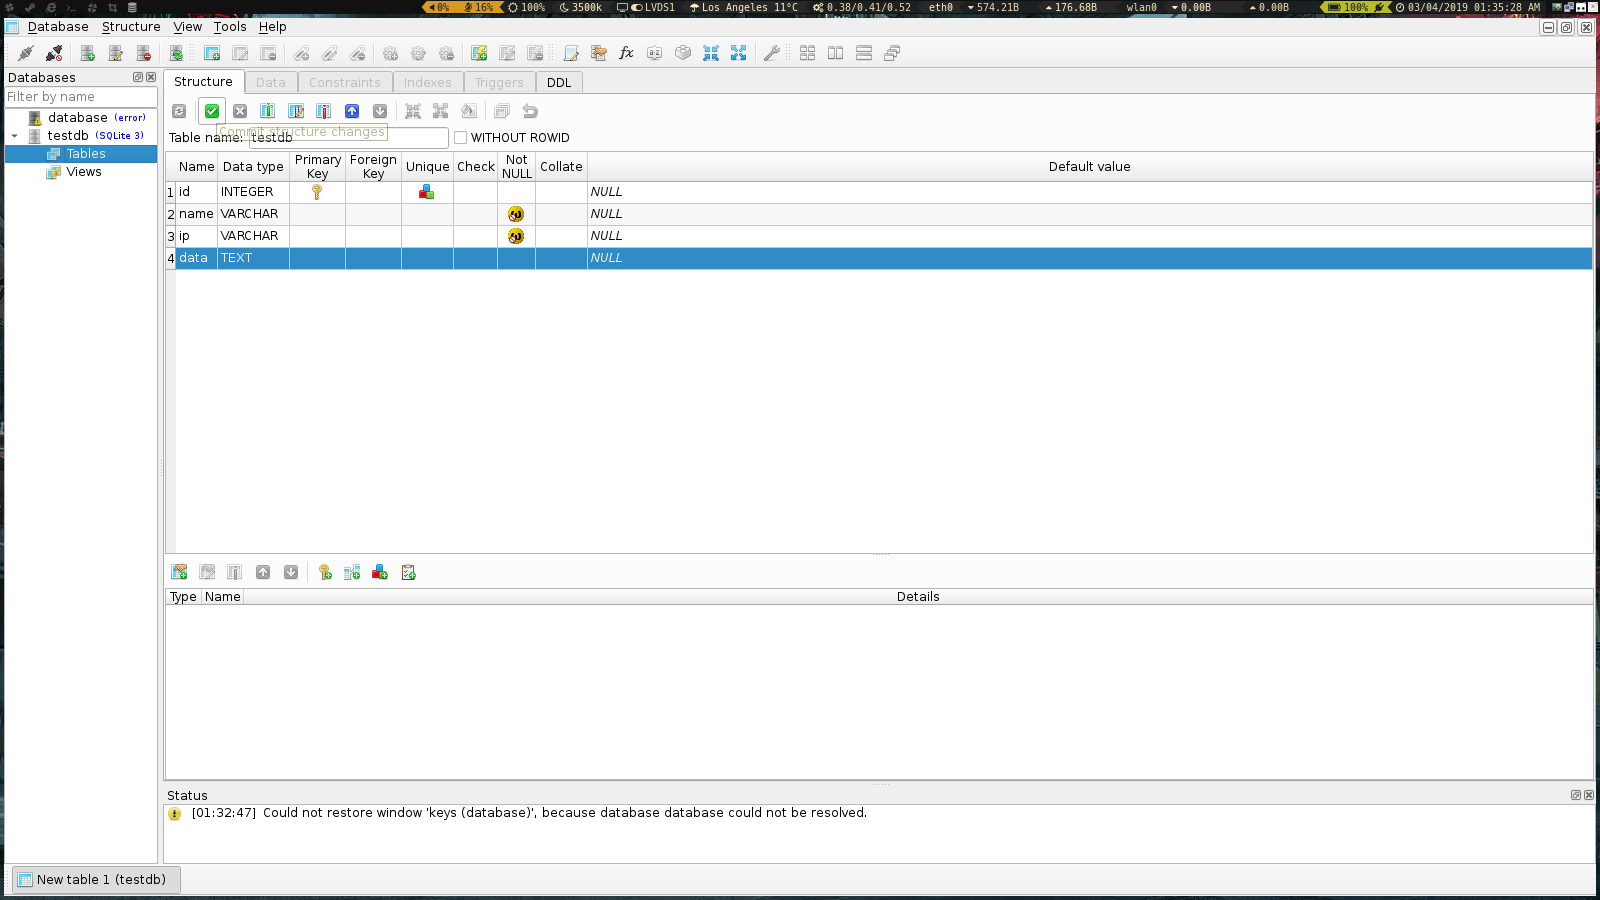 0% 16% 100% 3500k LVDS1 Los Angeles 11°C 0.38/0.41/0.52 eth0 574.21B 176.68B wlan0 0.00B 0.00B 100% 03/04/2019 01:35:28 AM
Database Structure View Tools Help
Databases
Filter by name
database (error)
testdb (SQLite 3)
Tables
Views
Structure Data Constraints Indexes Triggers DDL
Commit structure changes
Table name: testdb WITHOUT ROWID
Name Data type Primary Key Foreign Key Unique Check Not NULL Collate Default value
1 id INTEGER NULL
2 name VARCHAR NULL
3 ip VARCHAR NULL
4 data TEXT NULL
Type Name Details
Status
[01:32:47] Could not restore window 'keys (database)', because database database could not be resolved.
New table 1 (testdb)